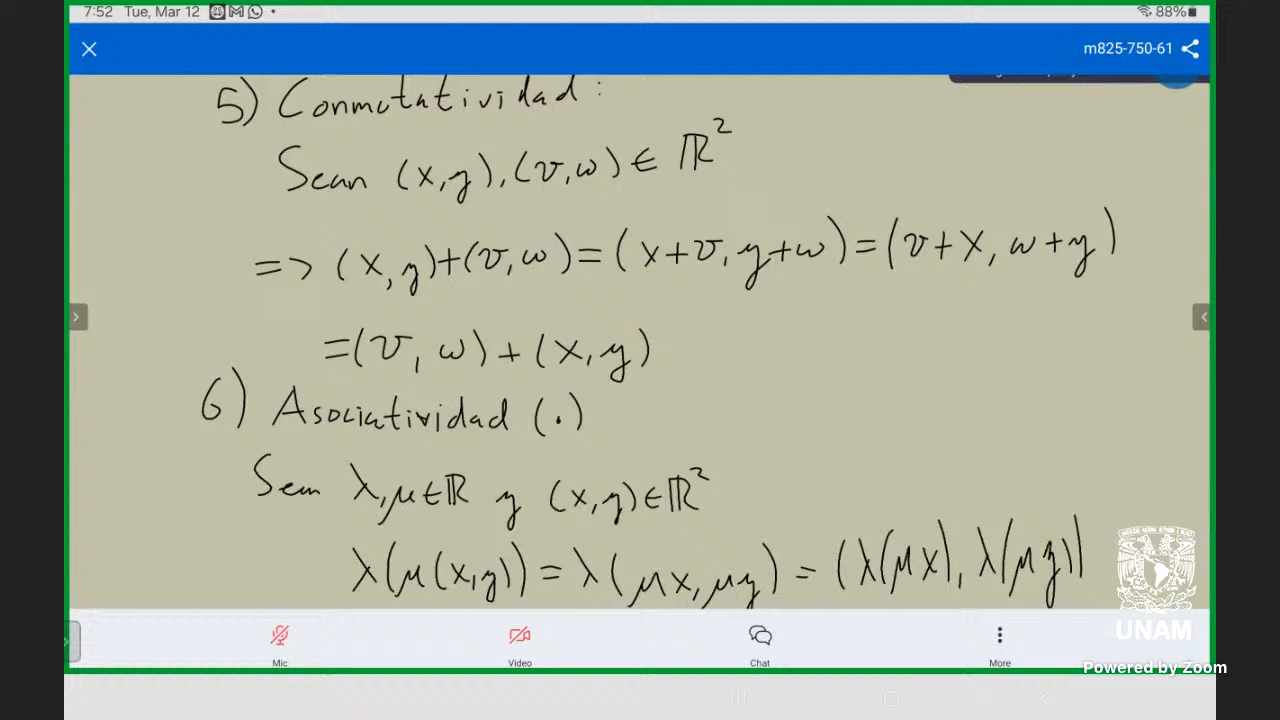 7:52 Tue, Mar 12
88%
m825-750-61
5) Conmutatividad:
Sean (x,y),(v,w) ∈ ℝ²
=> (x,y)+(v,w)=(x+v,y+w)=(v+x,w+y)
=(v,w)+(x,y)
6) Asociatividad (·)
Sean λ,μ∈ℝ y (x,y)∈ℝ²
λ(μ(x,y))=λ(μx,μy)=(λ(μx),λ(μy))
UNAM
Mic Video Chat More
Powered by Zoom